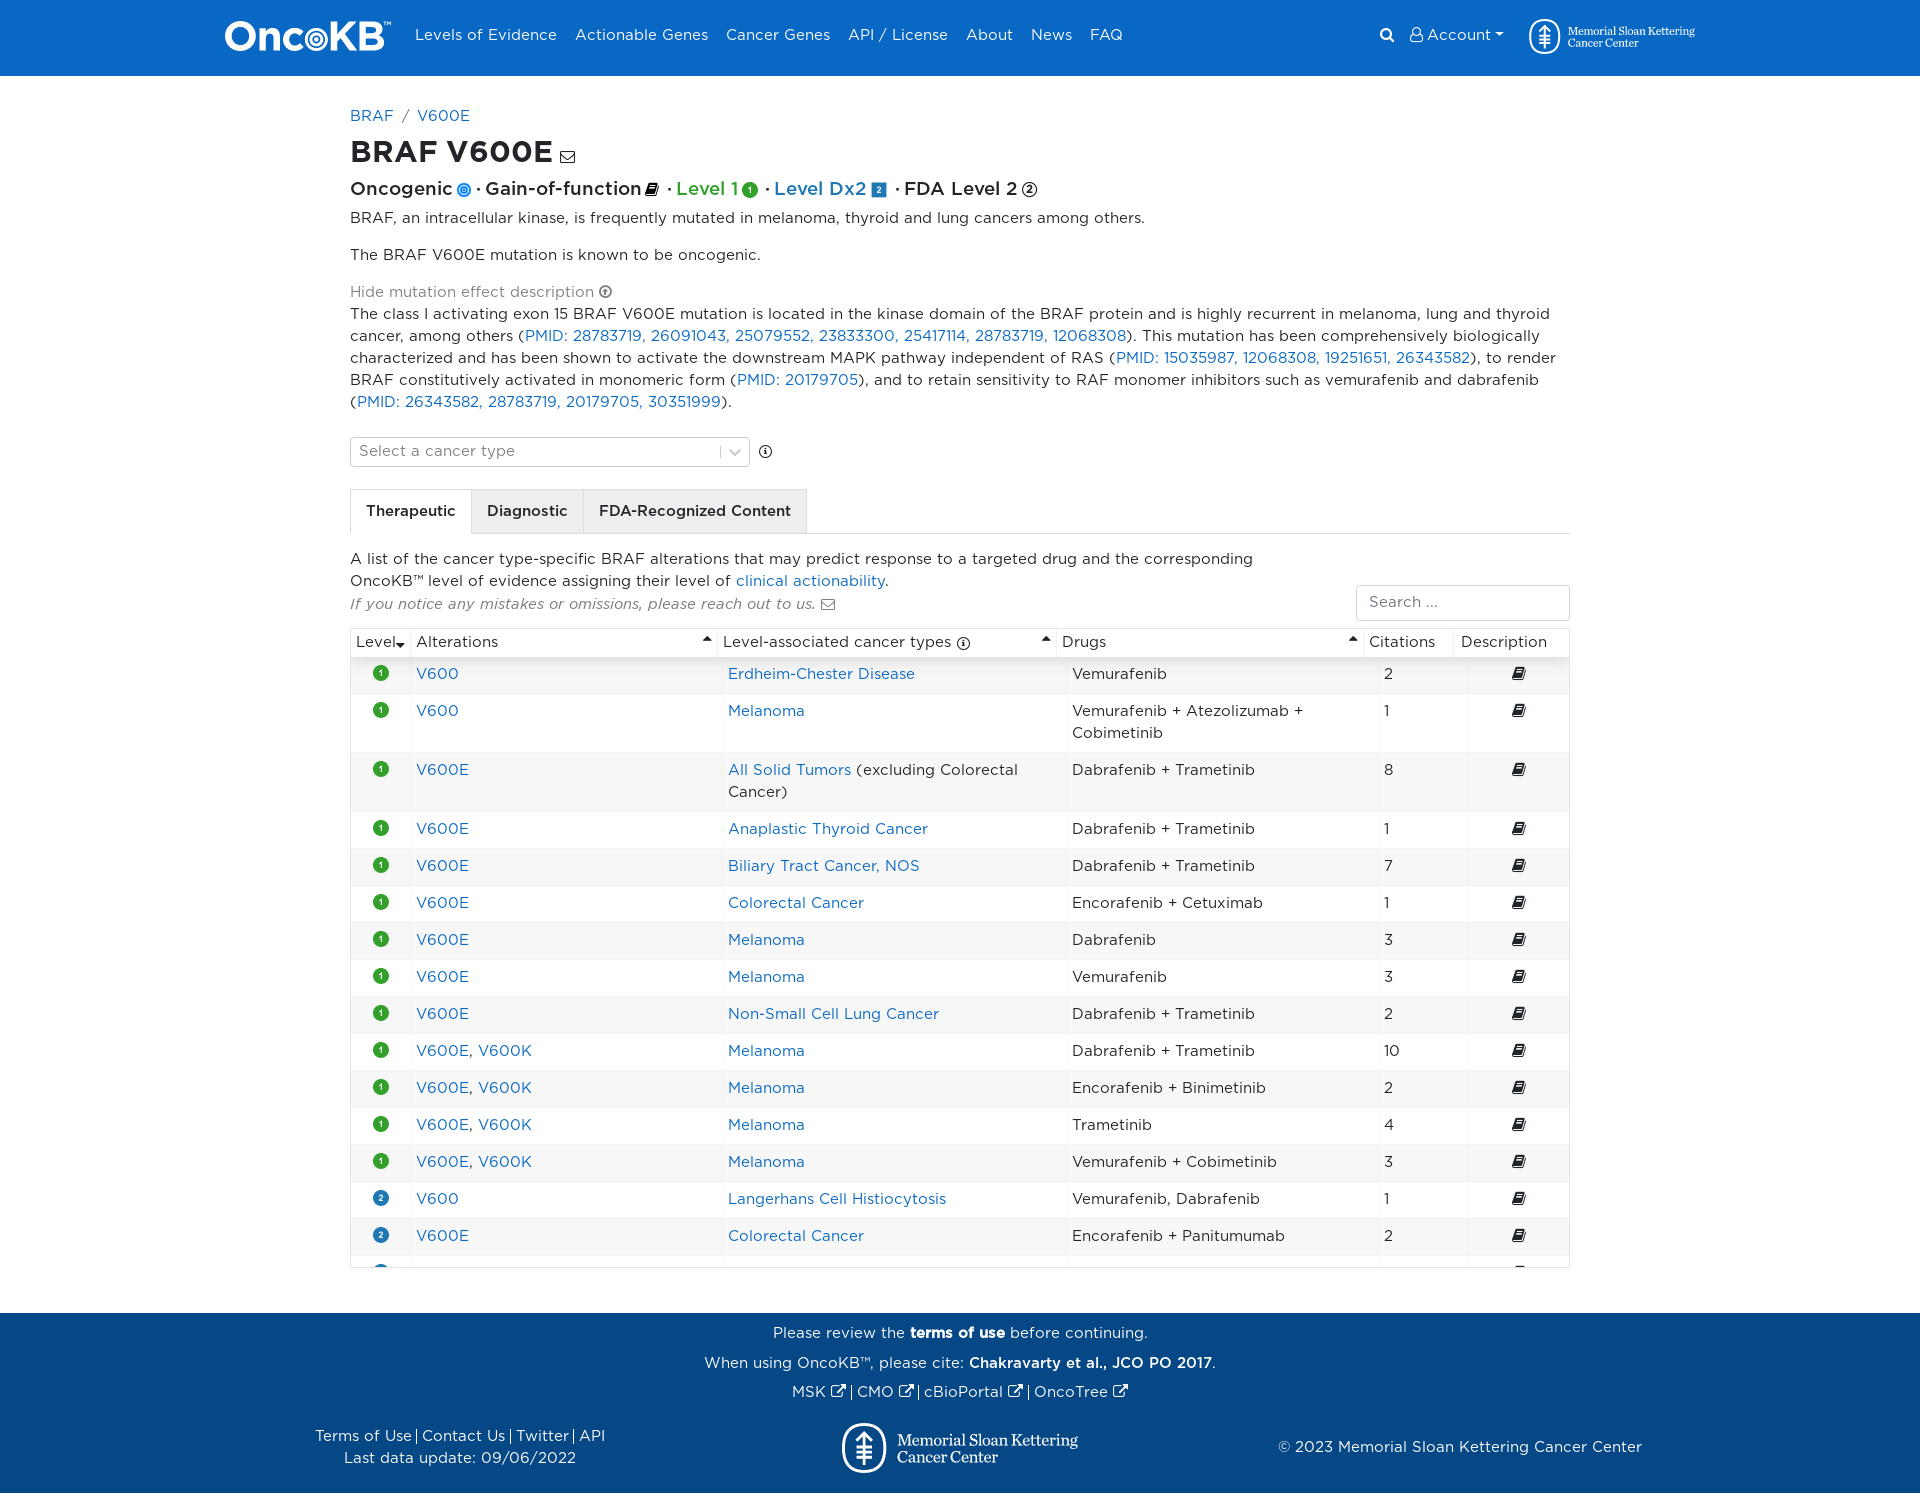 OncoKB™ Levels of Evidence Actionable Genes Cancer Genes API / License About News FAQ Account Memorial Sloan Kettering
Cancer Center
BRAF / V600E
BRAF V600E
Oncogenic · Gain-of-function · Level 1 1 · Level Dx2 2 · FDA Level 2 2
BRAF, an intracellular kinase, is frequently mutated in melanoma, thyroid and lung cancers among others.
The BRAF V600E mutation is known to be oncogenic.
Hide mutation effect description
The class I activating exon 15 BRAF V600E mutation is located in the kinase domain of the BRAF protein and is highly recurrent in melanoma, lung and thyroid
cancer, among others (PMID: 28783719, 26091043, 25079552, 23833300, 25417114, 28783719, 12068308). This mutation has been comprehensively biologically
characterized and has been shown to activate the downstream MAPK pathway independent of RAS (PMID: 15035987, 12068308, 19251651, 26343582), to render
BRAF constitutively activated in monomeric form (PMID: 20179705), and to retain sensitivity to RAF monomer inhibitors such as vemurafenib and dabrafenib
(PMID: 26343582, 28783719, 20179705, 30351999).
Select a cancer type
Therapeutic Diagnostic FDA-Recognized Content
A list of the cancer type-specific BRAF alterations that may predict response to a targeted drug and the corresponding
OncoKB™ level of evidence assigning their level of clinical actionability.
If you notice any mistakes or omissions, please reach out to us.
Search ...
Level Alterations Level-associated cancer types Drugs Citations Description
1 V600 Erdheim-Chester Disease Vemurafenib 2
1 V600 Melanoma Vemurafenib + Atezolizumab + 1
Cobimetinib
1 V600E All Solid Tumors (excluding Colorectal Dabrafenib + Trametinib 8
Cancer)
1 V600E Anaplastic Thyroid Cancer Dabrafenib + Trametinib 1
1 V600E Biliary Tract Cancer, NOS Dabrafenib + Trametinib 7
1 V600E Colorectal Cancer Encorafenib + Cetuximab 1
1 V600E Melanoma Dabrafenib 3
1 V600E Melanoma Vemurafenib 3
1 V600E Non-Small Cell Lung Cancer Dabrafenib + Trametinib 2
1 V600E, V600K Melanoma Dabrafenib + Trametinib 10
1 V600E, V600K Melanoma Encorafenib + Binimetinib 2
1 V600E, V600K Melanoma Trametinib 4
1 V600E, V600K Melanoma Vemurafenib + Cobimetinib 3
2 V600 Langerhans Cell Histiocytosis Vemurafenib, Dabrafenib 1
2 V600E Colorectal Cancer Encorafenib + Panitumumab 2
Please review the terms of use before continuing.
When using OncoKB™, please cite: Chakravarty et al., JCO PO 2017.
MSK | CMO | cBioPortal | OncoTree
Terms of Use | Contact Us | Twitter | API
Last data update: 09/06/2022
Memorial Sloan Kettering
Cancer Center
© 2023 Memorial Sloan Kettering Cancer Center